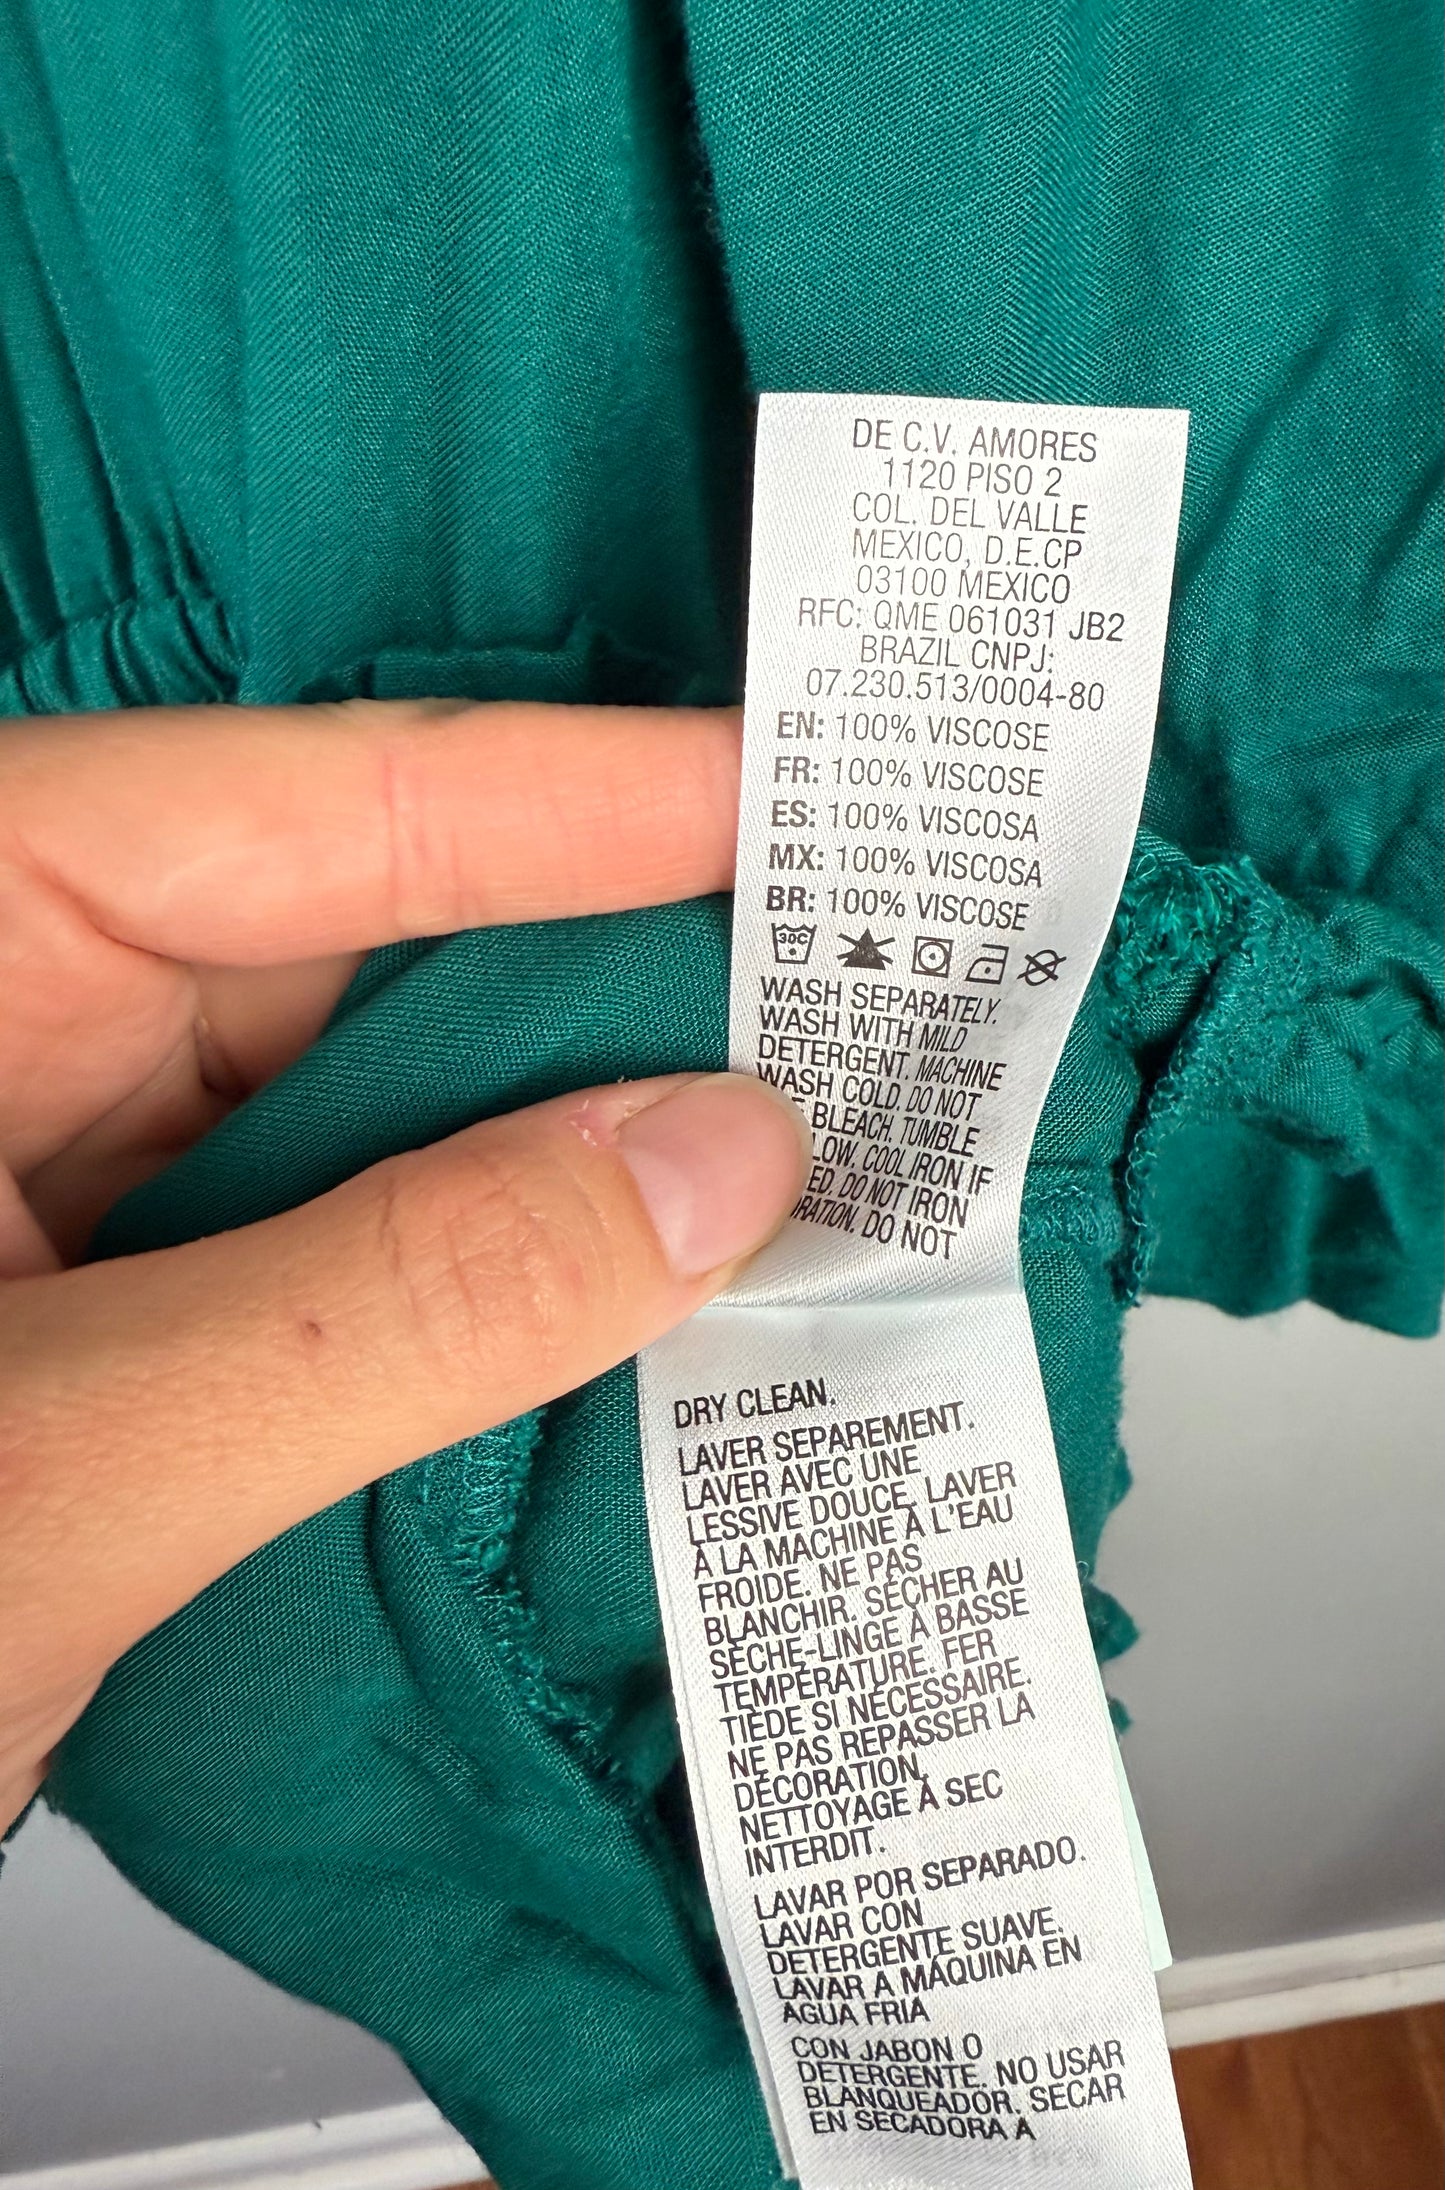 DE C.V. AMORES
1120 PISO 2
COL. DEL VALLE
MEXICO, D.F.CP
03100 MEXICO
RFC: QME 061031 JB2
BRAZIL CNPJ:
07.230.513/0004-80
EN: 100% VISCOSE
FR: 100% VISCOSE
ES: 100% VISCOSA
MX: 100% VISCOSA
BR: 100% VISCOSE
30C
WASH SEPARATELY.
WASH WITH MILD
DETERGENT. MACHINE
WASH COLD. DO NOT
BLEACH. TUMBLE
LOW. COOL IRON IF
DO NOT IRON
DO NOT
DRY CLEAN.
LAVER SEPAREMENT.
LAVER AVEC UNE
LESSIVE DOUCE. LAVER
À LA MACHINE À L'EAU
FROIDE. NE PAS
BLANCHIR. SÉCHER AU
SÈCHE-LINGE À BASSE
TEMPÉRATURE. FER
TIÈDE SI NÉCESSAIRE.
NE PAS REPASSER LA
DÉCORATION.
NETTOYAGE À SEC
INTERDIT.
LAVAR POR SEPARADO.
LAVAR CON
DETERGENTE SUAVE.
LAVAR A MÁQUINA EN
AGUA FRÍA
CON JABON O
DETERGENTE. NO USAR
BLANQUEADOR. SECAR
EN SECADORA A